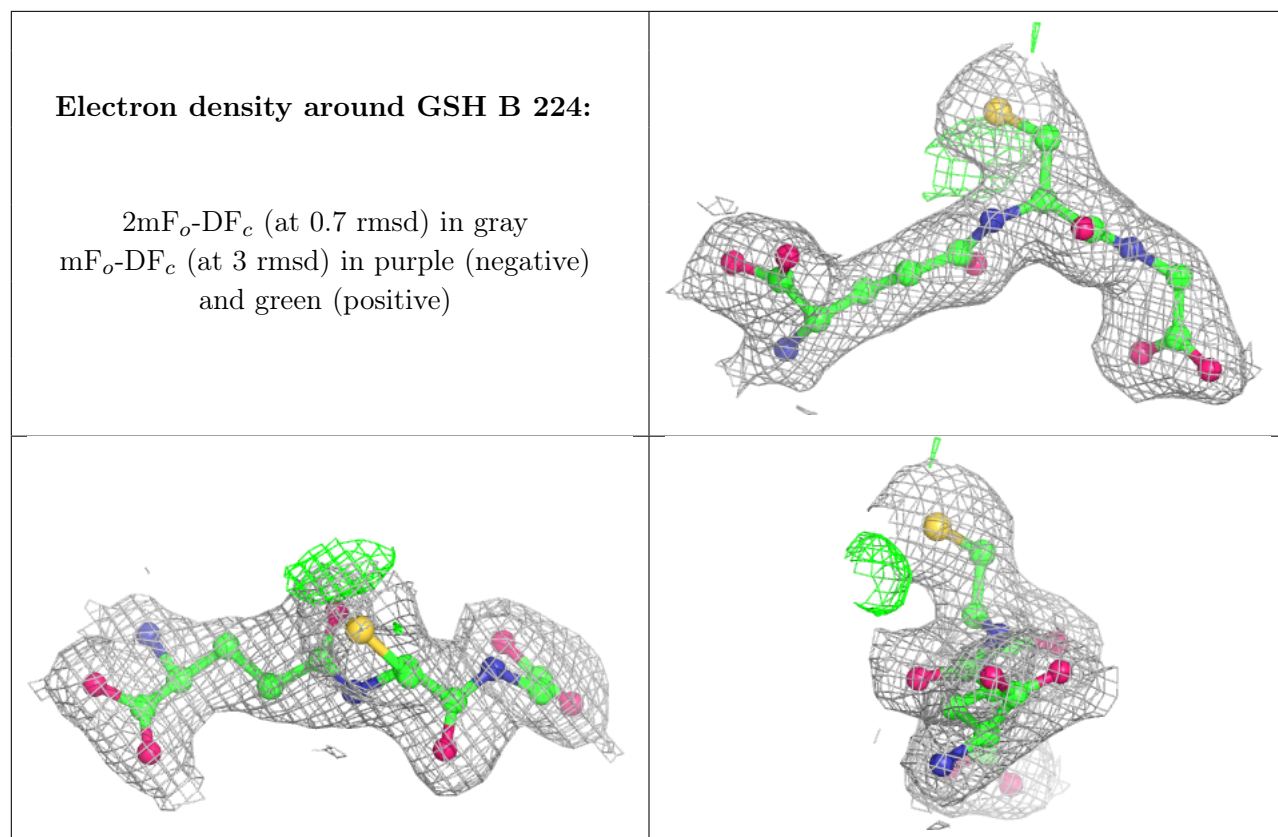 Electron density around GSH B 224:
2mFo-DFc (at 0.7 rmsd) in gray
mFo-DFc (at 3 rmsd) in purple (negative)
and green (positive)